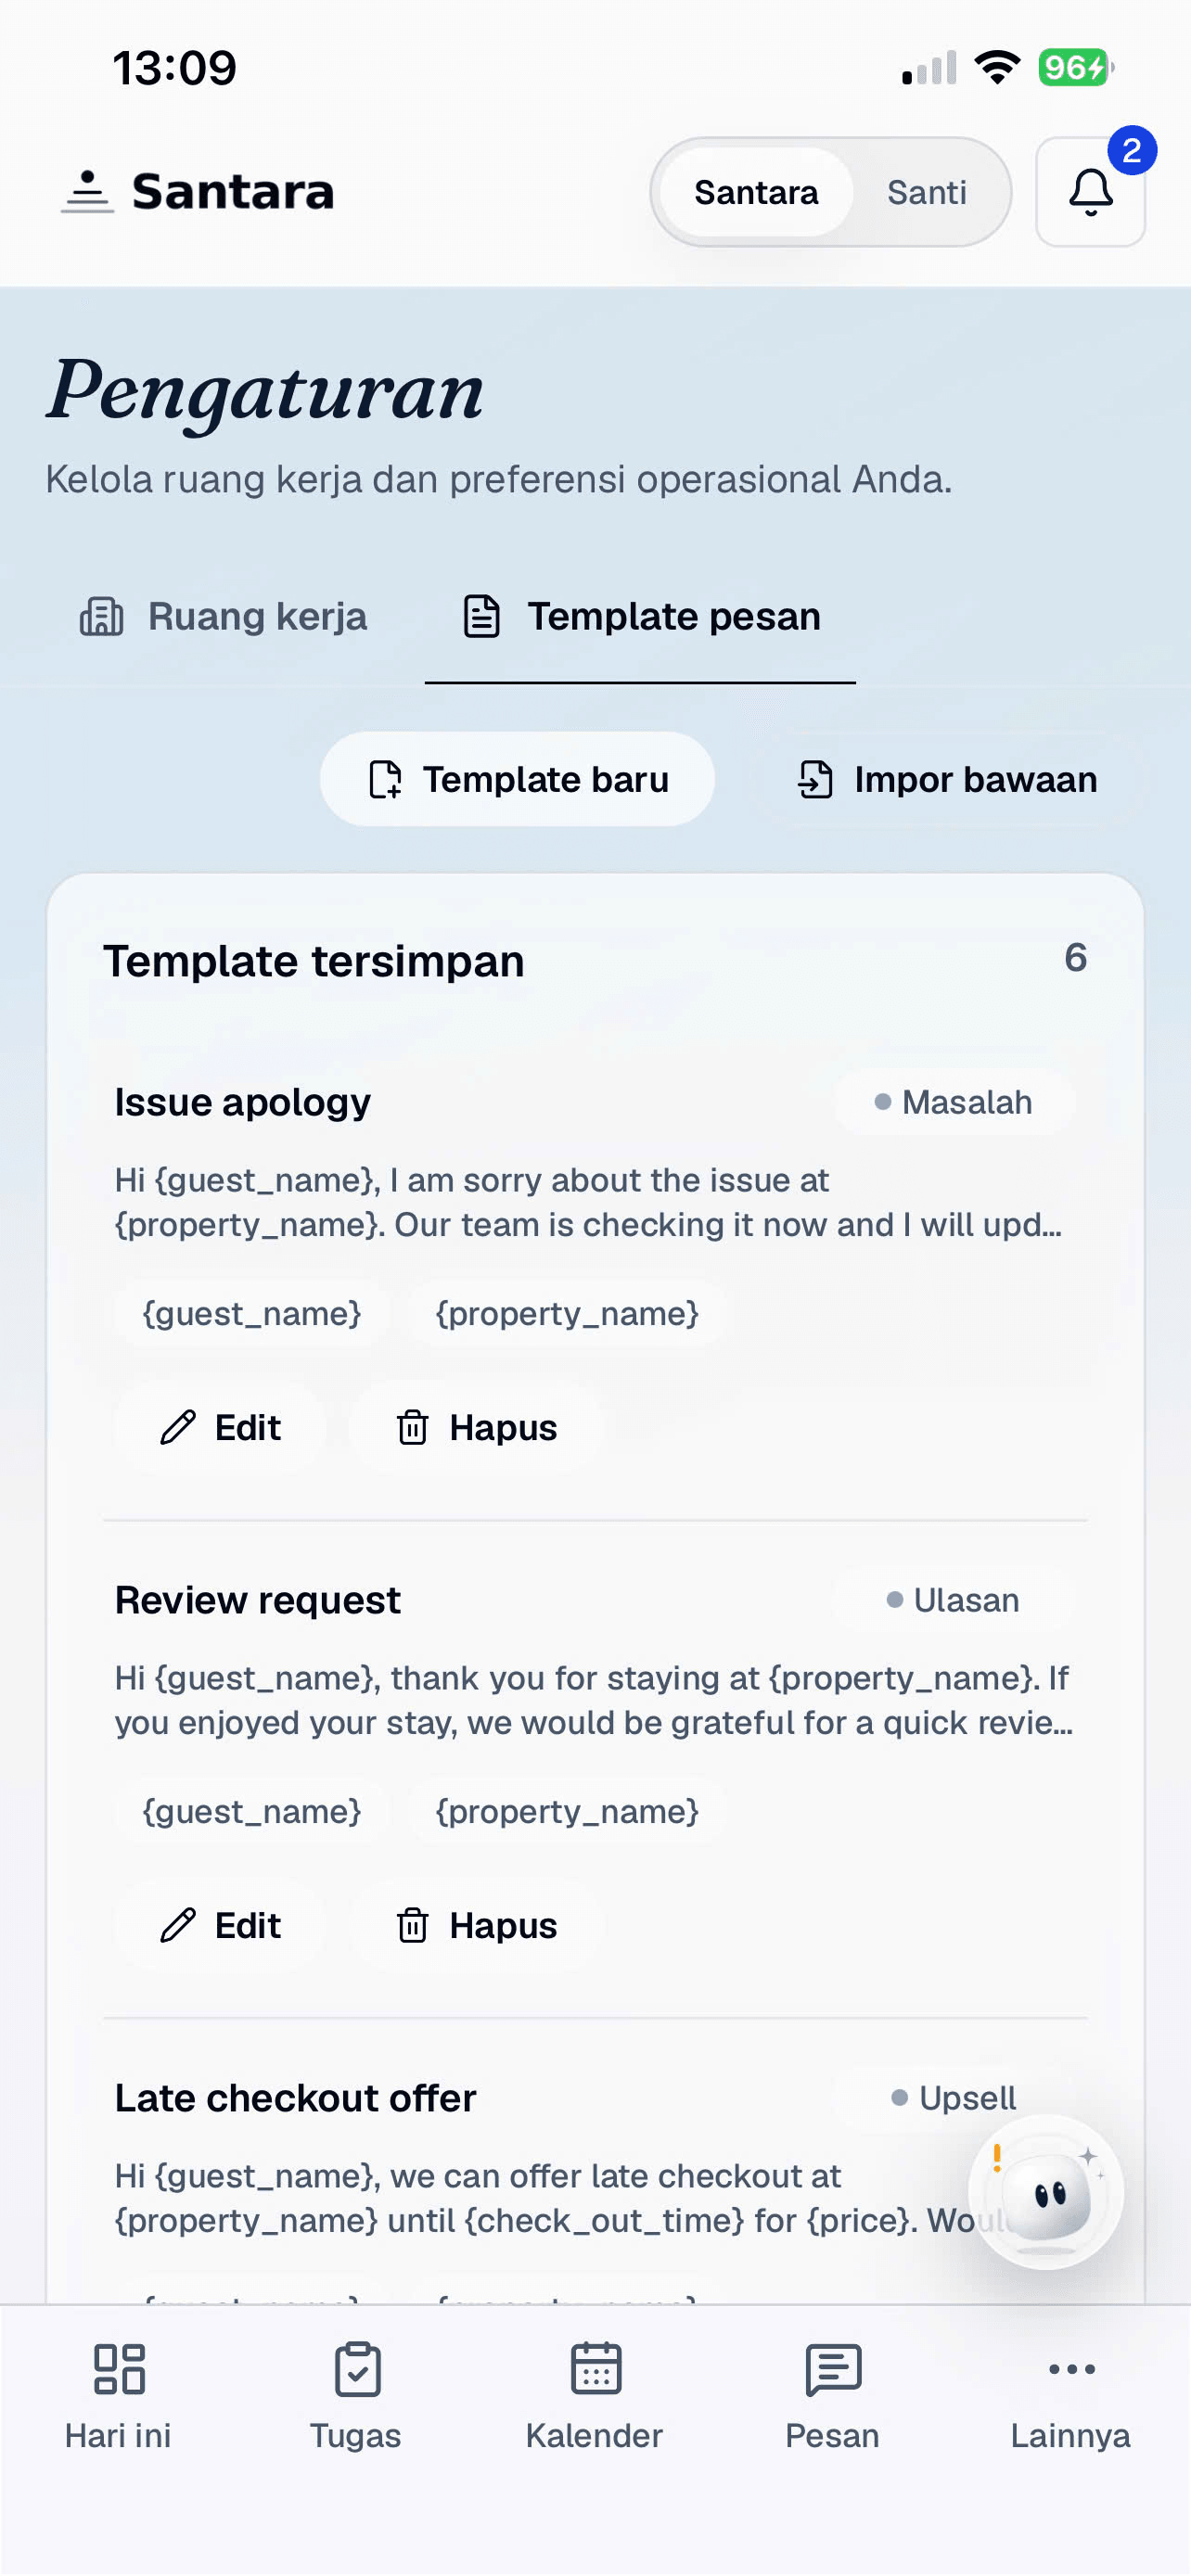 13:09
96
Santara
Santara
Santi
2
Pengaturan
Kelola ruang kerja dan preferensi operasional Anda.
Ruang kerja
Template pesan
Template baru
Impor bawaan
Template tersimpan
6
Issue apology
Masalah
Hi {guest_name}, I am sorry about the issue at
{property_name}. Our team is checking it now and I will upd...
{guest_name}
{property_name}
Edit
Hapus
Review request
Ulasan
Hi {guest_name}, thank you for staying at {property_name}. If
you enjoyed your stay, we would be grateful for a quick revie...
{guest_name}
{property_name}
Edit
Hapus
Late checkout offer
Upsell
Hi {guest_name}, we can offer late checkout at
{property_name} until {check_out_time} for {price}. Would
Hari ini
Tugas
Kalender
Pesan
Lainnya